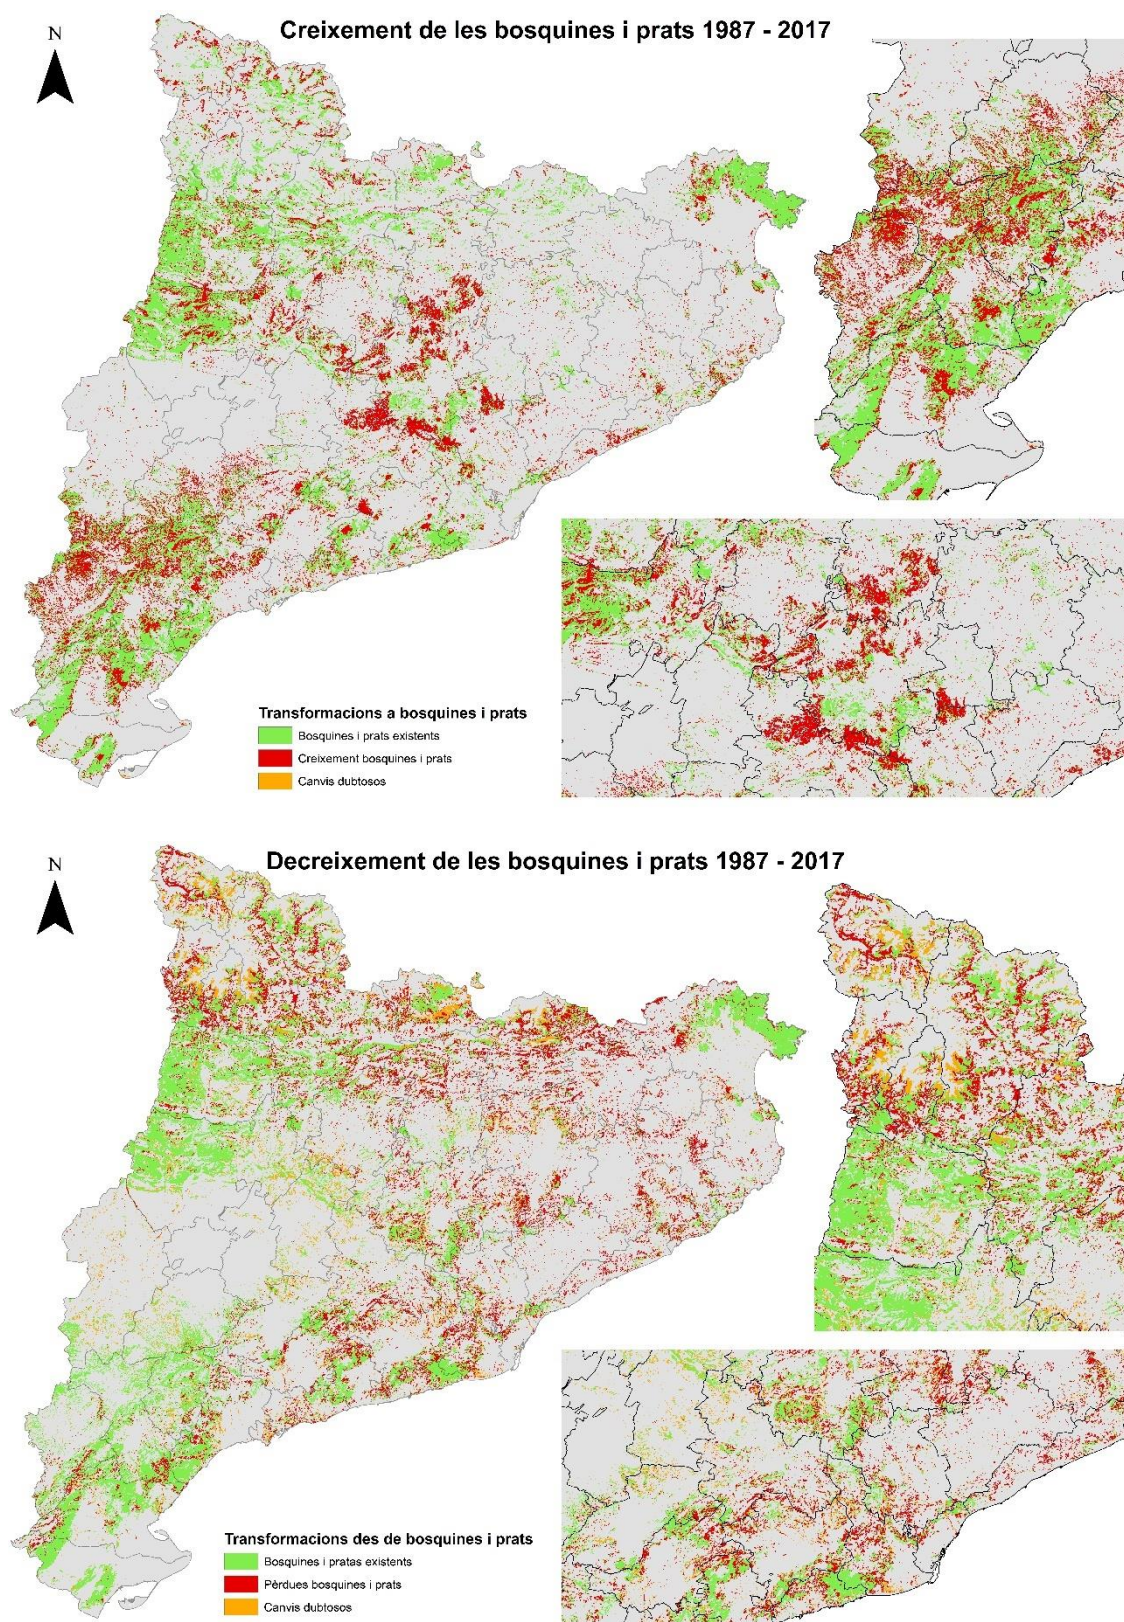 Creixement de les bosquines i prats 1987 - 2017
N
Transformacions a bosquines i prats
Bosquines i prats existents
Creixement bosquines i prats
Canvis dubtosos
Decreixement de les bosquines i prats 1987 - 2017
N
Transformacions des de bosquines i prats
Bosquines i pratas existents
Pèrdues bosquines i prats
Canvis dubtosos